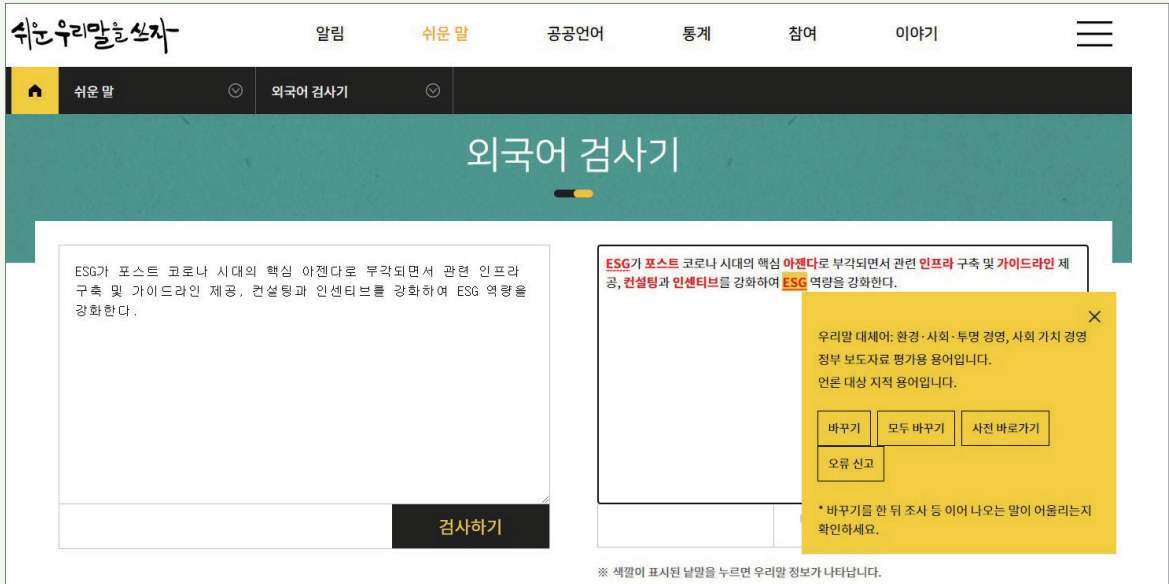 쉬운 우리말을 쓰자
알림
쉬운 말
공공언어
통계
참여
이야기
쉬운 말
외국어 검사기
외국어 검사기
ESG가 포스트 코로나 시대의 핵심 아젠다로 부각되면서 관련 인프라
구축 및 가이드라인 제공, 컨설팅과 인센티브를 강화하여 ESG 역량을
강화한다.
검사하기
ESG가 포스트 코로나 시대의 핵심 아젠다로 부각되면서 관련 인프라 구축 및 가이드라인 제
공, 컨설팅과 인센티브를 강화하여 ESG 역량을 강화한다.
우리말 대체어: 환경·사회·투명 경영, 사회 가치 경영
정부 보도자료 평가용 용어입니다.
언론 대상 지적 용어입니다.
바꾸기
모두 바꾸기
사전 바로가기
오류 신고
* 바꾸기를 한 뒤 조사 등 이어 나오는 말이 어울리는지
확인하세요.
※ 색깔이 표시된 낱말을 누르면 우리말 정보가 나타납니다.